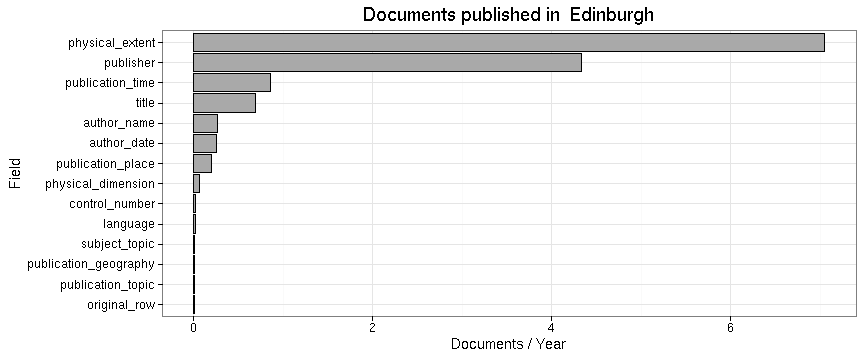 Documents published in  Edinburgh
Field
physical_extent
publisher
publication_time
title
author_name
author_date
publication_place
physical_dimension
control_number
language
subject_topic
publication_geography
publication_topic
original_row
0 2 4 6
Documents / Year